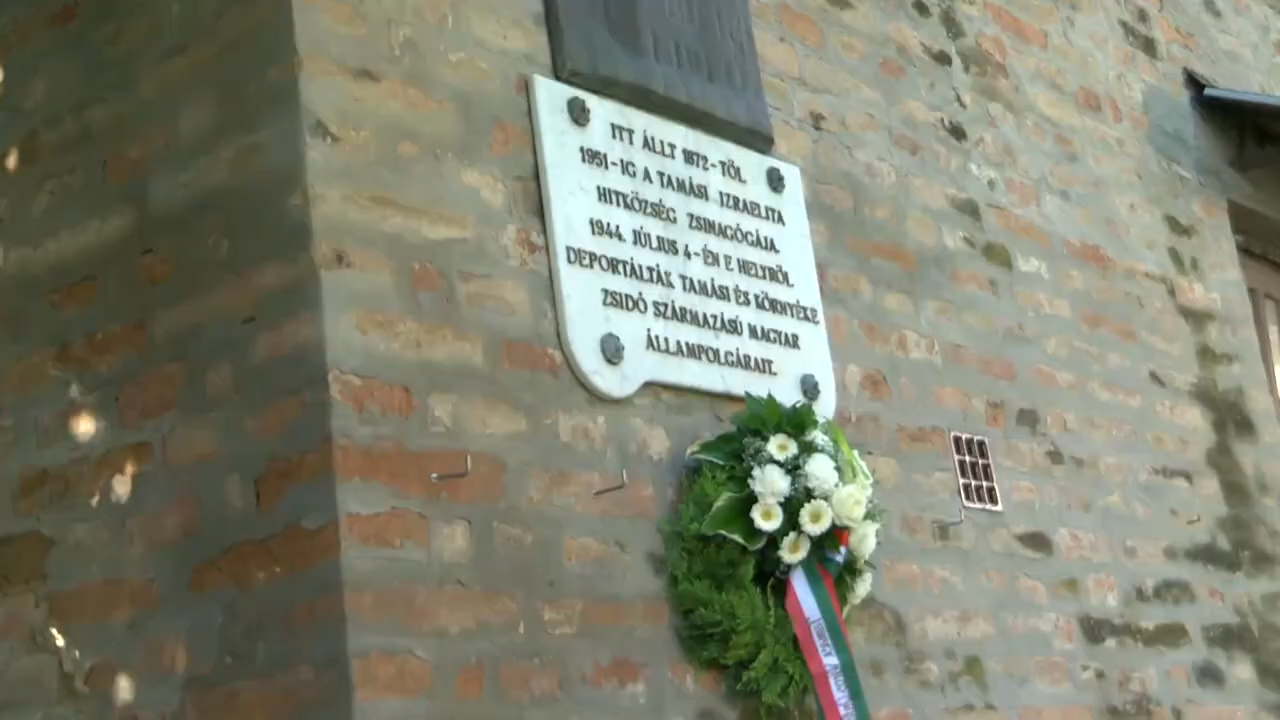 ITT ÁLLT 1872-TŐL
1951-IG A TAMÁSI IZRAELITA
HITKÖZSÉG ZSINAGÓGÁJA.
1944. JÚLIUS 4-ÉN E HELYRŐL
DEPORTÁLTÁK TAMÁSI ÉS KÖRNYÉKE
ZSIDÓ SZÁRMAZÁSÚ MAGYAR
ÁLLAMPOLGÁRAIT.